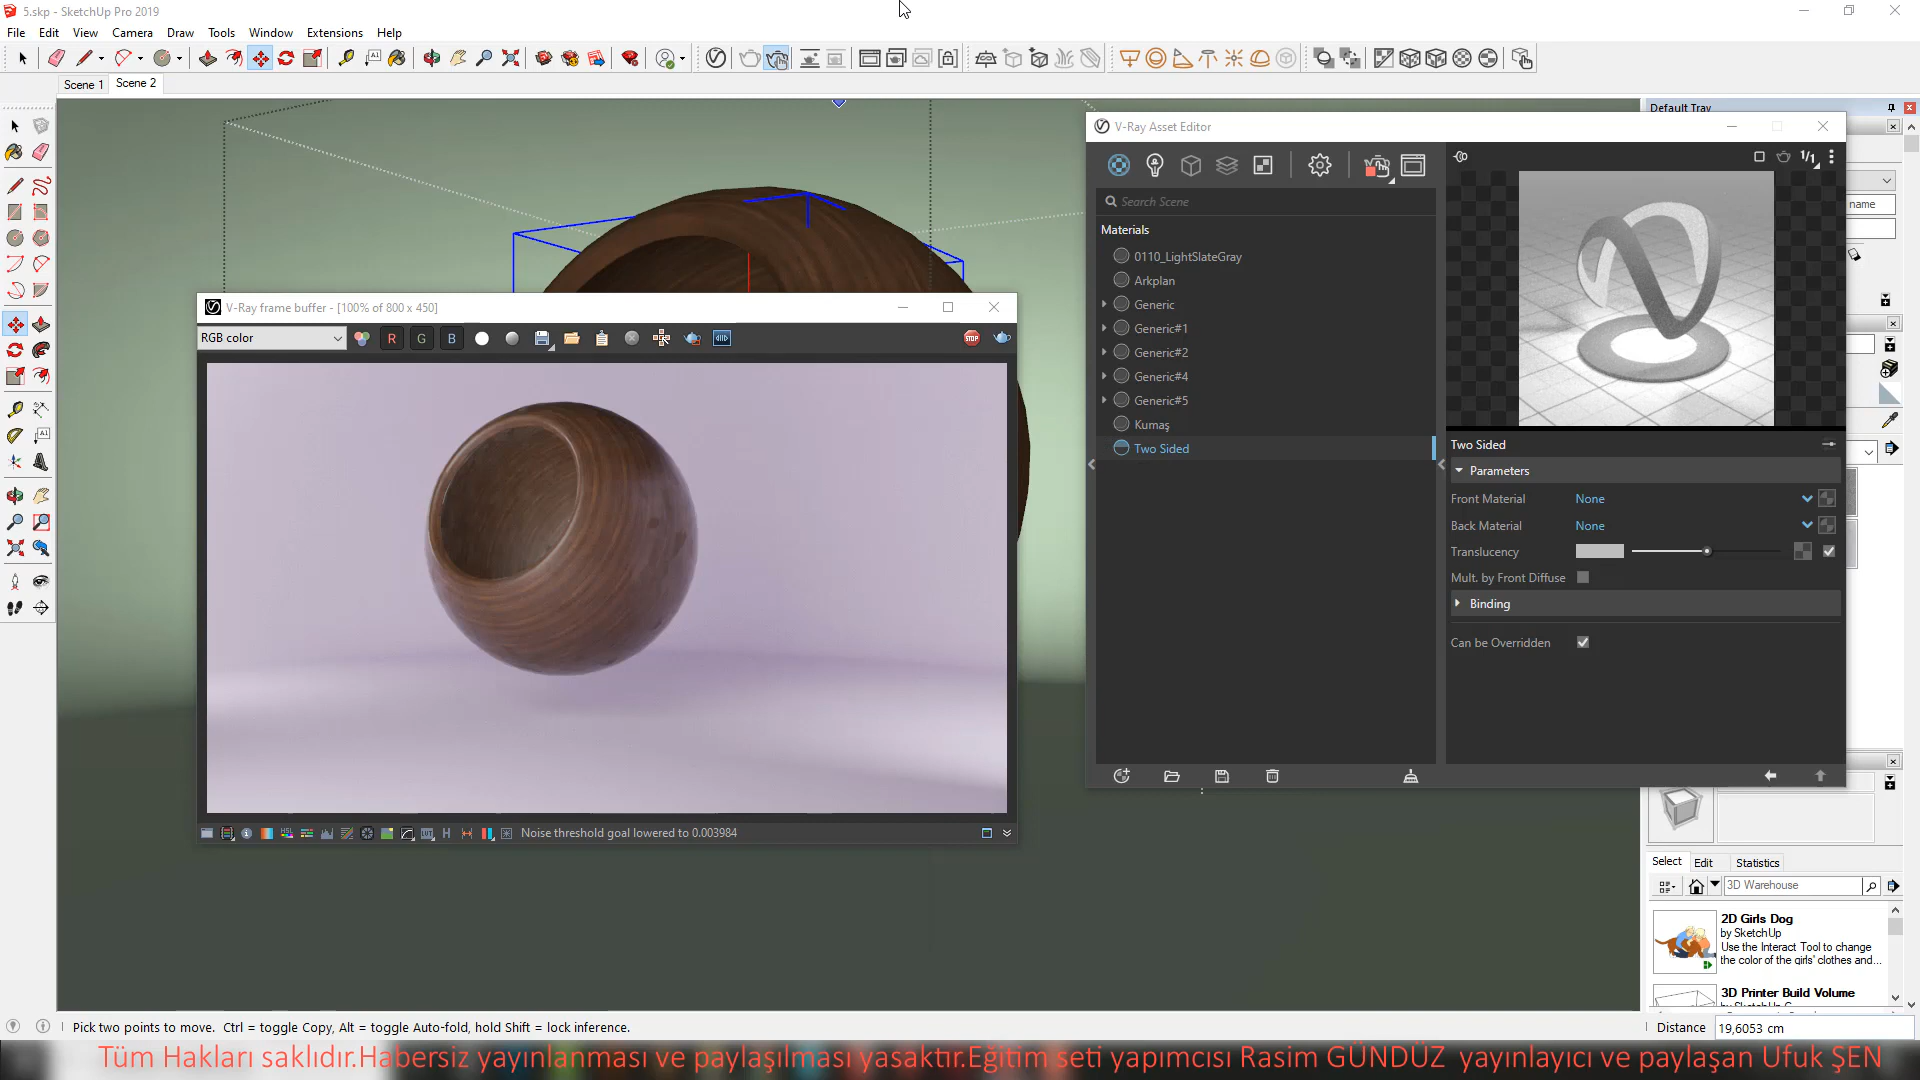 5.skp - SketchUp Pro 2019
File Edit View Camera Draw Tools Window Extensions Help
Scene 1 Scene 2
Default Tray
V-Ray Asset Editor
1/1
Search Scene
Materials
0110_LightSlateGray
Arkplan
Generic
Generic#1
Generic#2
Generic#4
Generic#5
Kumaş
Two Sided
name
Two Sided
Parameters
Front Material None
Back Material None
Translucency
Mult. by Front Diffuse
Binding
Can be Overridden
V-Ray frame buffer - [100% of 800 x 450]
RGB color
R G B
STOP
Noise threshold goal lowered to 0.003984
Select Edit Statistics
3D Warehouse
2D Girls Dog
by SketchUp
Use the Interact Tool to change
the color of the girls' clothes and...
3D Printer Build Volume
Pick two points to move. Ctrl = toggle Copy, Alt = toggle Auto-fold, hold Shift = lock inference.
Distance 19,6053 cm
Tüm Hakları saklıdır.Habersiz yayınlanması ve paylaşılması yasaktır.Eğitim seti yapımcısı Rasim GÜNDÜZ yayınlayıcı ve paylaşan Ufuk ŞEN